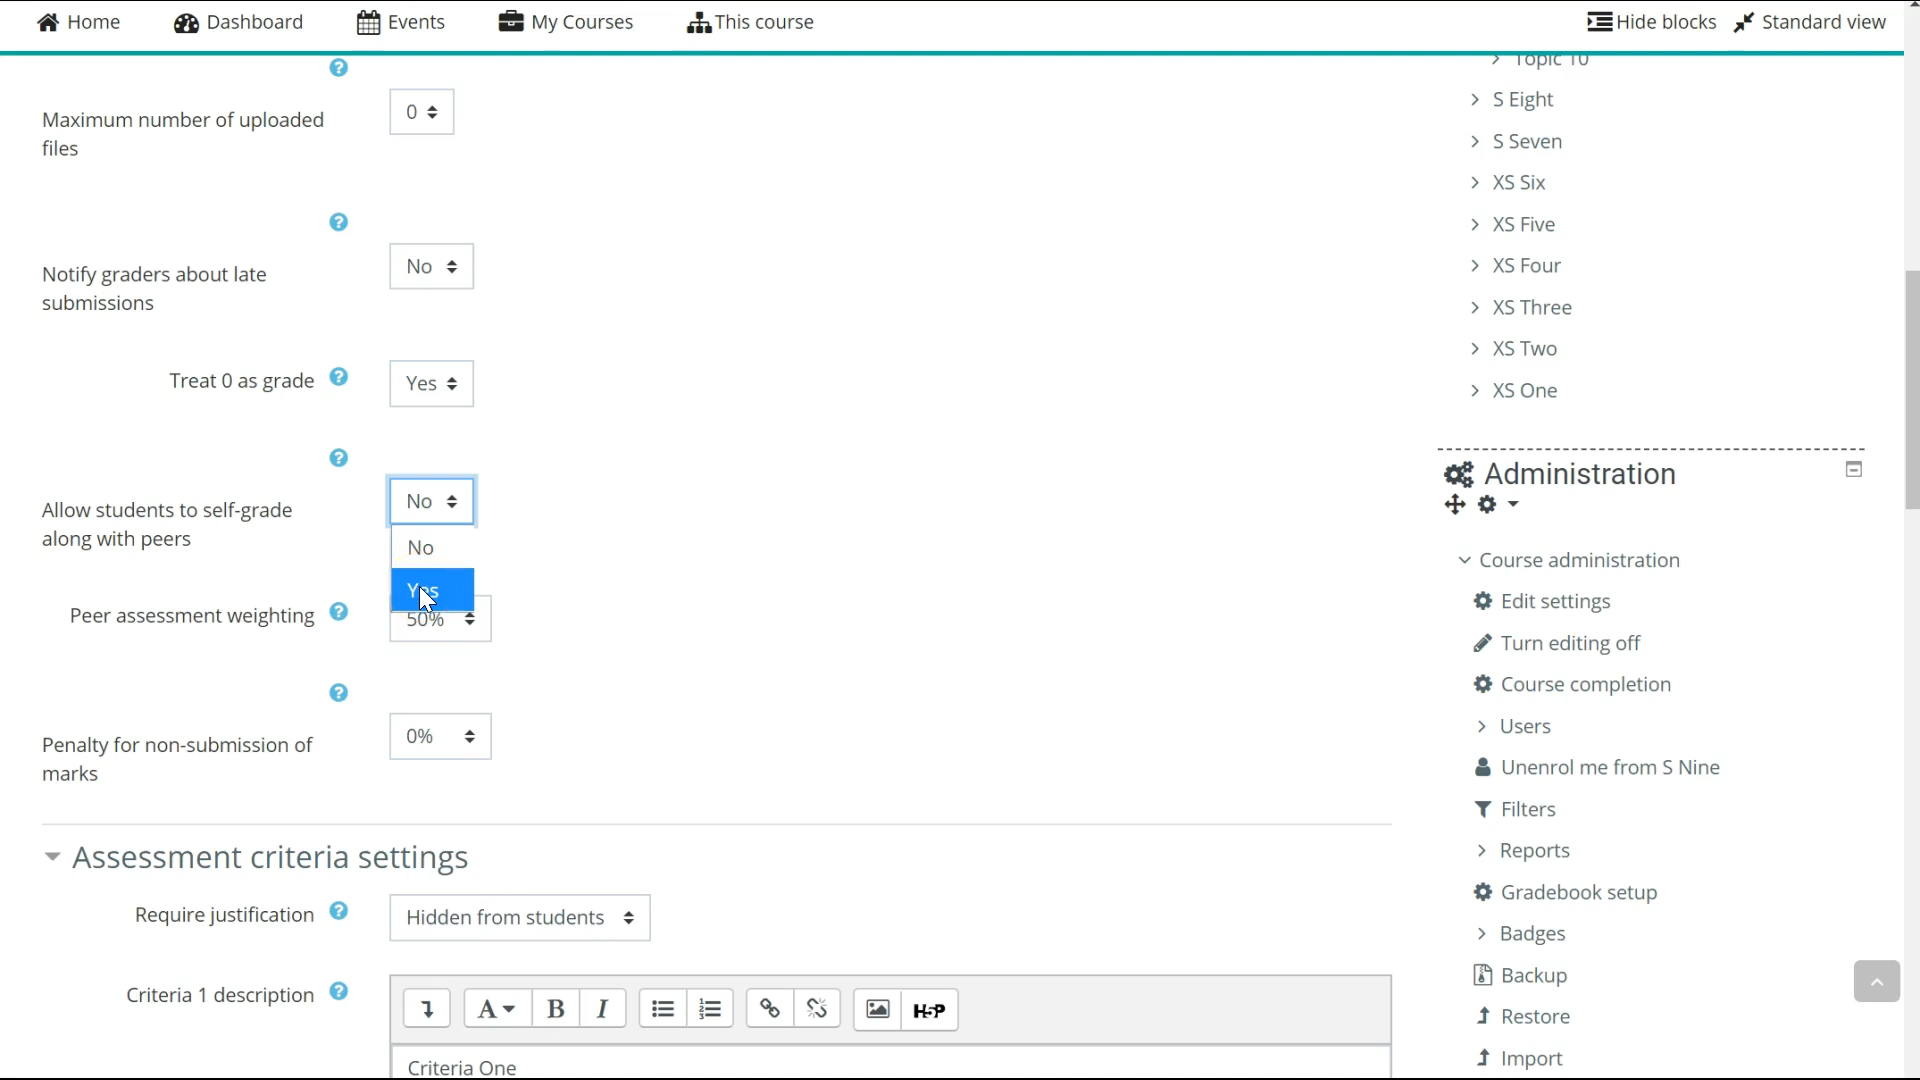 Home Dashboard Events My Courses This course Hide blocks Standard view
Maximum number of uploaded
files
0
Notify graders about late
submissions
No
Treat 0 as grade
Yes
Allow students to self-grade
along with peers
No
No
Yes
Peer assessment weighting
50%
Penalty for non-submission of
marks
0%
Assessment criteria settings
Require justification
Hidden from students
Criteria 1 description
A B I H5P
Criteria One
Topic 10
S Eight
S Seven
XS Six
XS Five
XS Four
XS Three
XS Two
XS One
Administration
Course administration
Edit settings
Turn editing off
Course completion
Users
Unenrol me from S Nine
Filters
Reports
Gradebook setup
Badges
Backup
Restore
Import